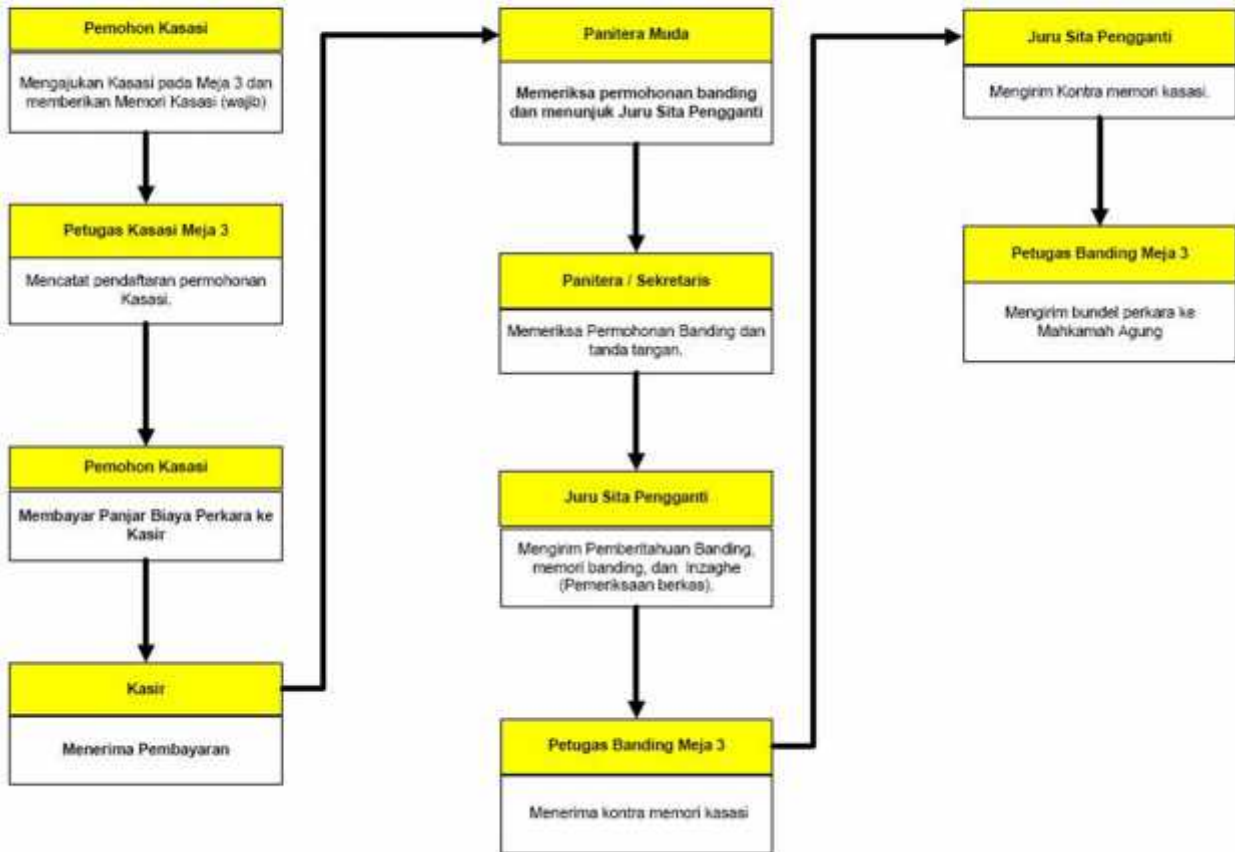 Pemohon Kasasi
Mengajukan Kasasi pada Meja 3 dan
memberikan Memori Kasasi (wajib)
Petugas Kasasi Meja 3
Mencatat pendaftaran permohonan
Kasasi.
Pemohon Kasasi
Membayar Panjar Biaya Perkara ke
Kasir
Kasir
Menerima Pembayaran
Panitera Muda
Memeriksa permohonan banding
dan menunjuk Juru Sita Pengganti
Panitera / Sekretaris
Memeriksa Permohonan Banding dan
tanda tangan.
Juru Sita Pengganti
Mengirim Pemberitahuan Banding,
memori banding, dan Inzaghe
(Pemeriksaan berkas).
Petugas Banding Meja 3
Menerima kontra memori kasasi
Juru Sita Pengganti
Mengirim Kontra memori kasasi.
Petugas Banding Meja 3
Mengirim bundel perkara ke
Mahkamah Agung